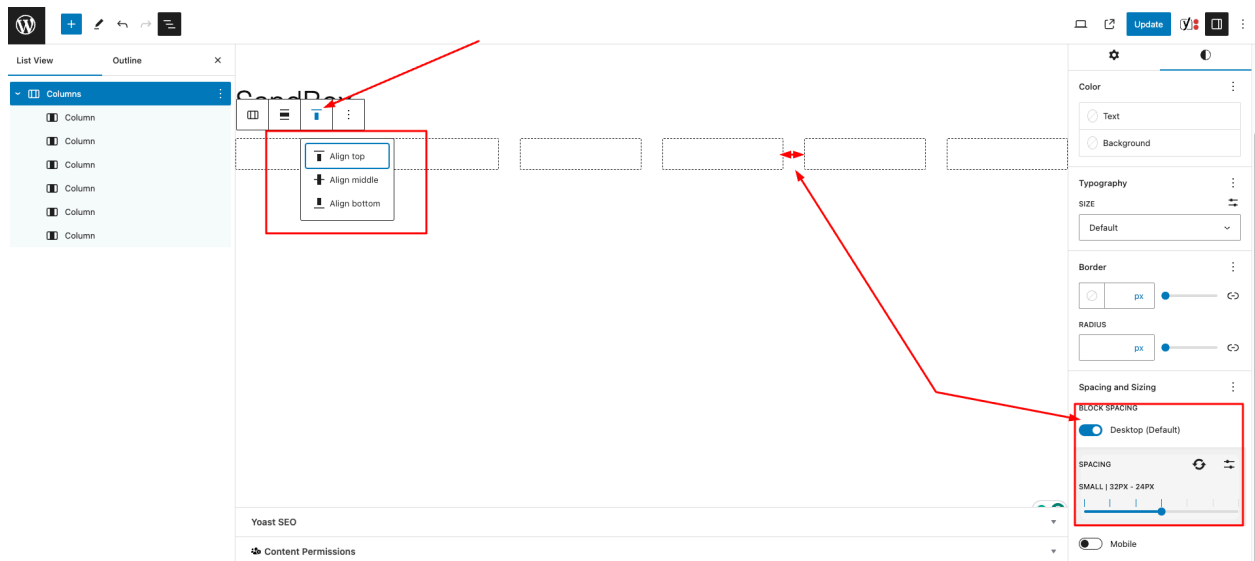 Update
List View
Outline
Columns
Column
Column
Column
Column
Column
Column
SandBox
Align top
Align middle
Align bottom
Yoast SEO
Content Permissions
Color
Text
Background
Typography
SIZE
Default
Border
px
RADIUS
px
Spacing and Sizing
BLOCK SPACING
Desktop (Default)
SPACING
SMALL | 32PX - 24PX
Mobile